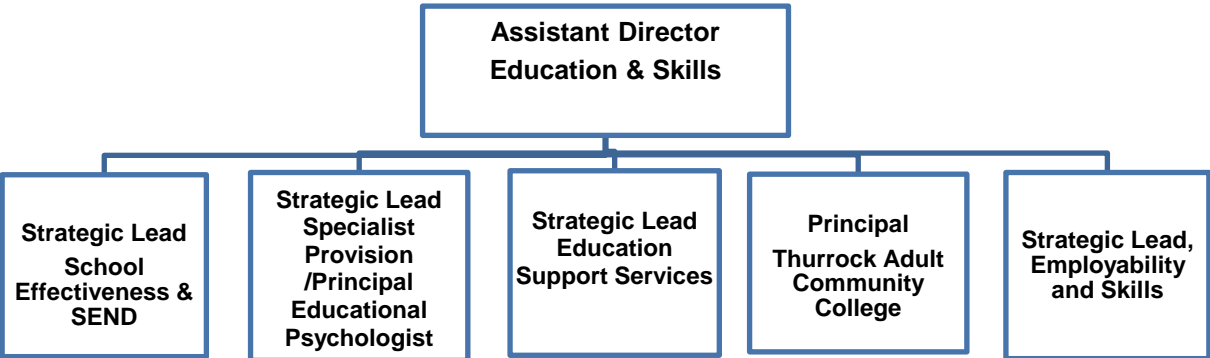 Assistant Director
Education & Skills
Strategic Lead
School
Effectiveness &
SEND
Strategic Lead
Specialist
Provision
/Principal
Educational
Psychologist
Strategic Lead
Education
Support Services
Principal
Thurrock Adult
Community
College
Strategic Lead,
Employability
and Skills